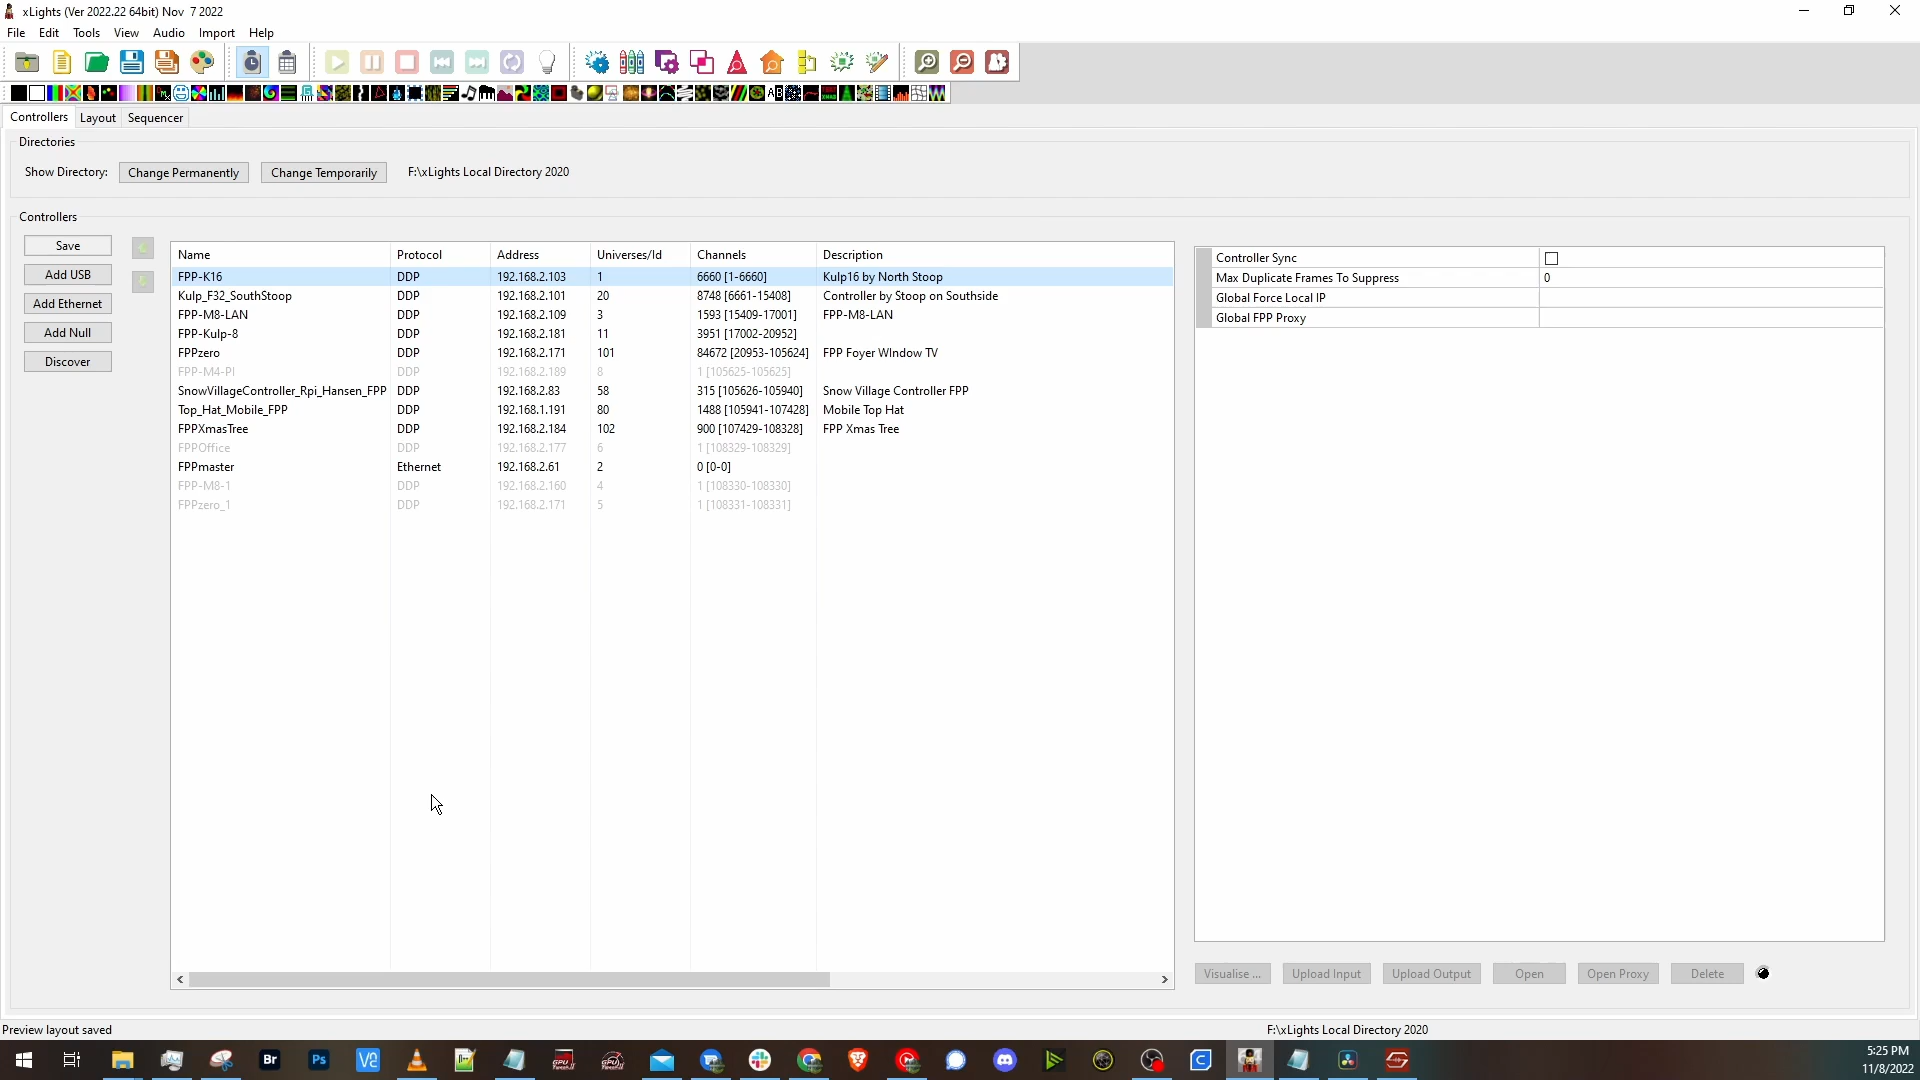 xLights (Ver 2022.22 64bit) Nov  7 2022
File Edit Tools View Audio Import Help
Controllers Layout Sequencer
Directories
Show Directory: Change Permanently Change Temporarily F:\xLights Local Directory 2020
Controllers
Save
Add USB
Add Ethernet
Add Null
Discover
Name Protocol Address Universes/Id Channels Description
FPP-K16 DDP 192.168.2.103 1 6660 [1-6660] Kulp16 by North Stoop
Kulp_F32_SouthStoop DDP 192.168.2.101 20 8748 [6661-15408] Controller by Stoop on Southside
FPP-M8-LAN DDP 192.168.2.109 3 1593 [15409-17001] FPP-M8-LAN
FPP-Kulp-8 DDP 192.168.2.181 11 3951 [17002-20952]
FPPzero DDP 192.168.2.171 101 84672 [20953-105624] FPP Foyer WIndow TV
FPP-M4-PI DDP 192.168.2.189 8 1 [105625-105625]
SnowVillageController_Rpi_Hansen_FPP DDP 192.168.2.83 58 315 [105626-105940] Snow Village Controller FPP
Top_Hat_Mobile_FPP DDP 192.168.1.191 80 1488 [105941-107428] Mobile Top Hat
FPPXmasTree DDP 192.168.2.184 102 900 [107429-108328] FPP Xmas Tree
FPPOffice DDP 192.168.2.177 6 1 [108329-108329]
FPPmaster Ethernet 192.168.2.61 2 0 [0-0]
FPP-M8-1 DDP 192.168.2.160 4 1 [108330-108330]
FPPzero_1 DDP 192.168.2.171 5 1 [108331-108331]
Controller Sync
Max Duplicate Frames To Suppress 0
Global Force Local IP
Global FPP Proxy
Visualise ... Upload Input Upload Output Open Open Proxy Delete
Preview layout saved F:\xLights Local Directory 2020
Br Ps
5:25 PM
11/8/2022